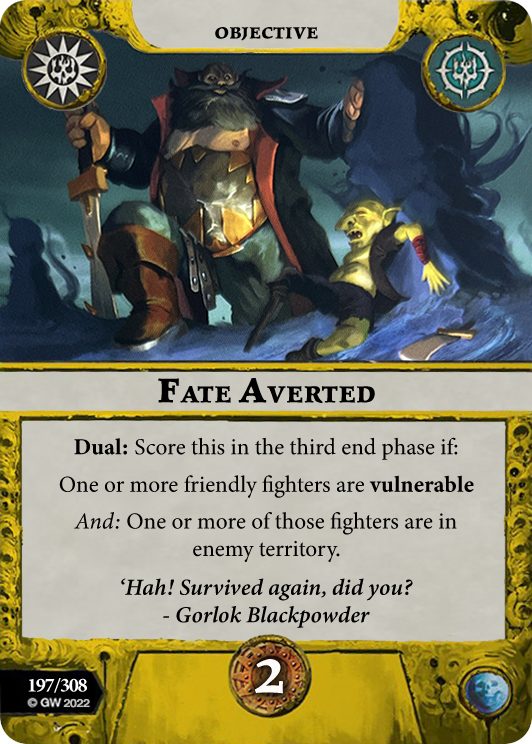 OBJECTIVE
FATE AVERTED
Dual: Score this in the third end phase if:
One or more friendly fighters are vulnerable
And: One or more of those fighters are in
enemy territory.
‘Hah! Survived again, did you?
- Gorlok Blackpowder
2
197/308
© GW 2022